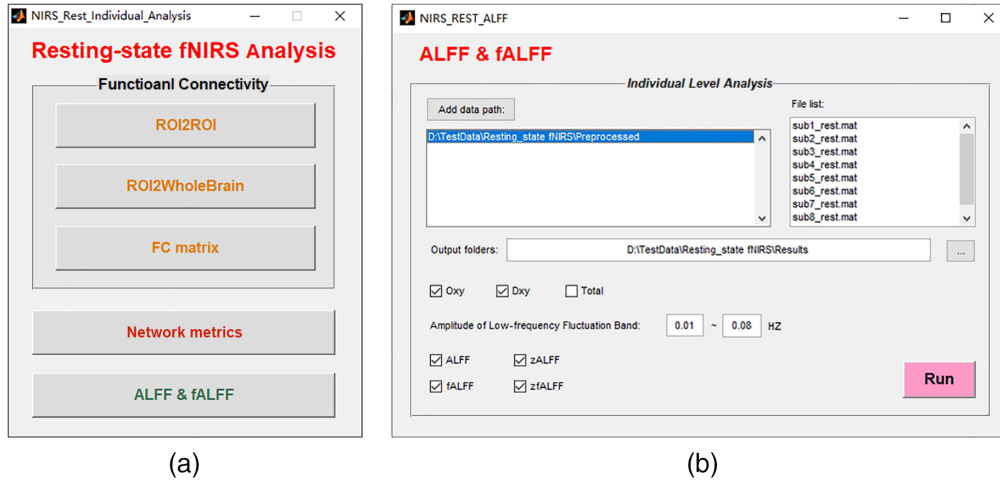 NIRS_Rest_Individual_Analysis
Resting-state fNIRS Analysis
Functioanl Connectivity
ROI2ROI
ROI2WholeBrain
FC matrix
Network metrics
ALFF & fALFF
(a)
NIRS_REST_ALFF
ALFF & fALFF
Individual Level Analysis
Add data path:
File list:
D:\TestData\Resting_state fNIRS\Preprocessed
sub1_rest.mat
sub2_rest.mat
sub3_rest.mat
sub4_rest.mat
sub5_rest.mat
sub6_rest.mat
sub7_rest.mat
sub8_rest.mat
Output folders: D:\TestData\Resting_state fNIRS\Results ...
Oxy Dxy Total
Amplitude of Low-frequency Fluctuation Band: 0.01 ~ 0.08 HZ
ALFF zALFF
fALFF zfALFF
Run
(b)